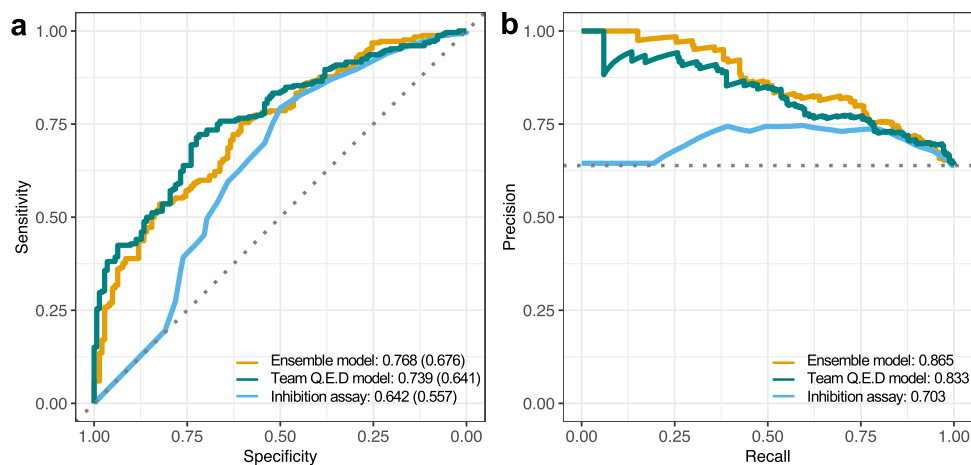 a
1.00
0.75
0.50
0.25
0.00
Sensitivity
Ensemble model: 0.768 (0.676)
Team Q.E.D model: 0.739 (0.641)
Inhibition assay: 0.642 (0.557)
1.00 0.75 0.50 0.25 0.00
Specificity
b
1.00
0.75
0.50
0.25
0.00
Precision
Ensemble model: 0.865
Team Q.E.D model: 0.833
Inhibition assay: 0.703
0.00 0.25 0.50 0.75 1.00
Recall